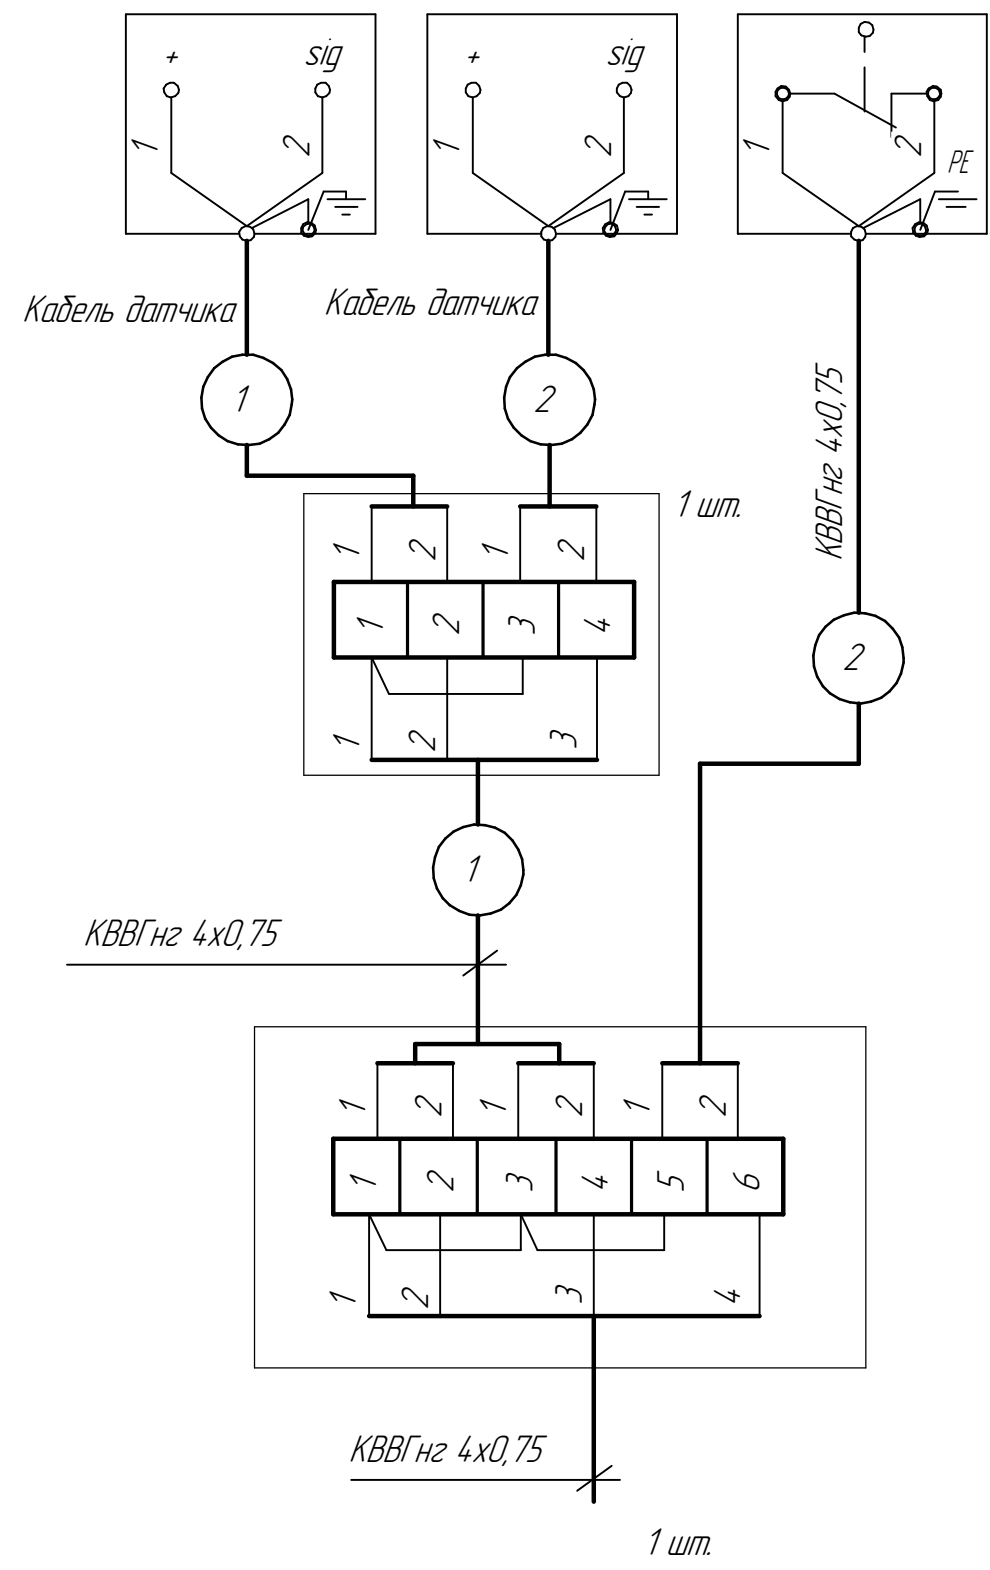 + sig + sig
1 2 1 2 1 2 PE
Кабель датчика Кабель датчика
1 2
КВВГнг 4х0,75
1 шт.
1 2 1 2
1 2 3 4
2
1 2 3
1
КВВГнг 4х0,75
1 2 1 2 1 2
1 2 3 4 5 6
1 2 3 4
КВВГнг 4х0,75
1 шт.